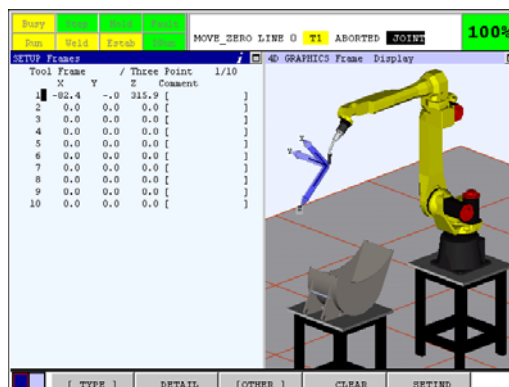 Busy Step Hold Fault
Run Weld Estab
MOVE_ZERO LINE 0 T1 ABORTED JOINT
100%
SETUP Frames i
Tool Frame / Three Point 1/10
X Y Z Comment
1 -82.4 -.0 315.9 [ ]
2 0.0 0.0 0.0 [ ]
3 0.0 0.0 0.0 [ ]
4 0.0 0.0 0.0 [ ]
5 0.0 0.0 0.0 [ ]
6 0.0 0.0 0.0 [ ]
7 0.0 0.0 0.0 [ ]
8 0.0 0.0 0.0 [ ]
9 0.0 0.0 0.0 [ ]
10 0.0 0.0 0.0 [ ]
4D GRAPHICS Frame Display
[ TYPE ] DETAIL [OTHER ] CLEAR SETIND